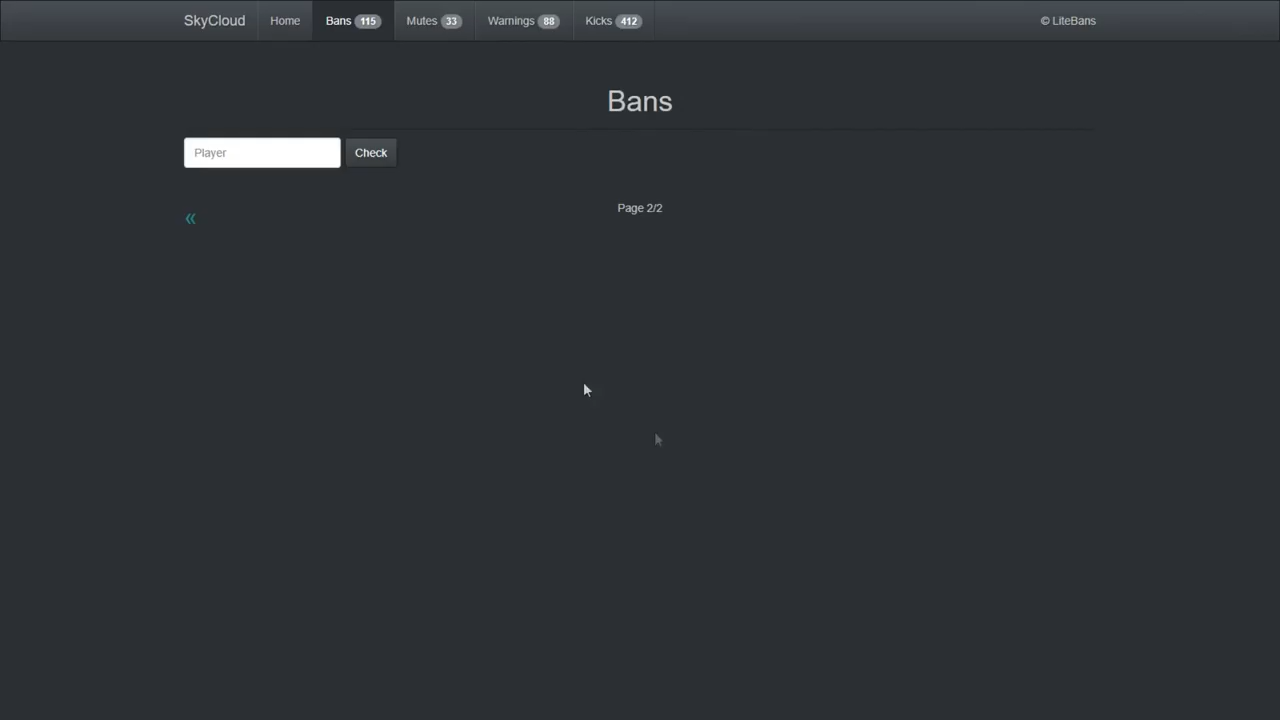 SkyCloud Home Bans 115 Mutes 33 Warnings 88 Kicks 412 © LiteBans
Bans
Player Check
Page 2/2
«